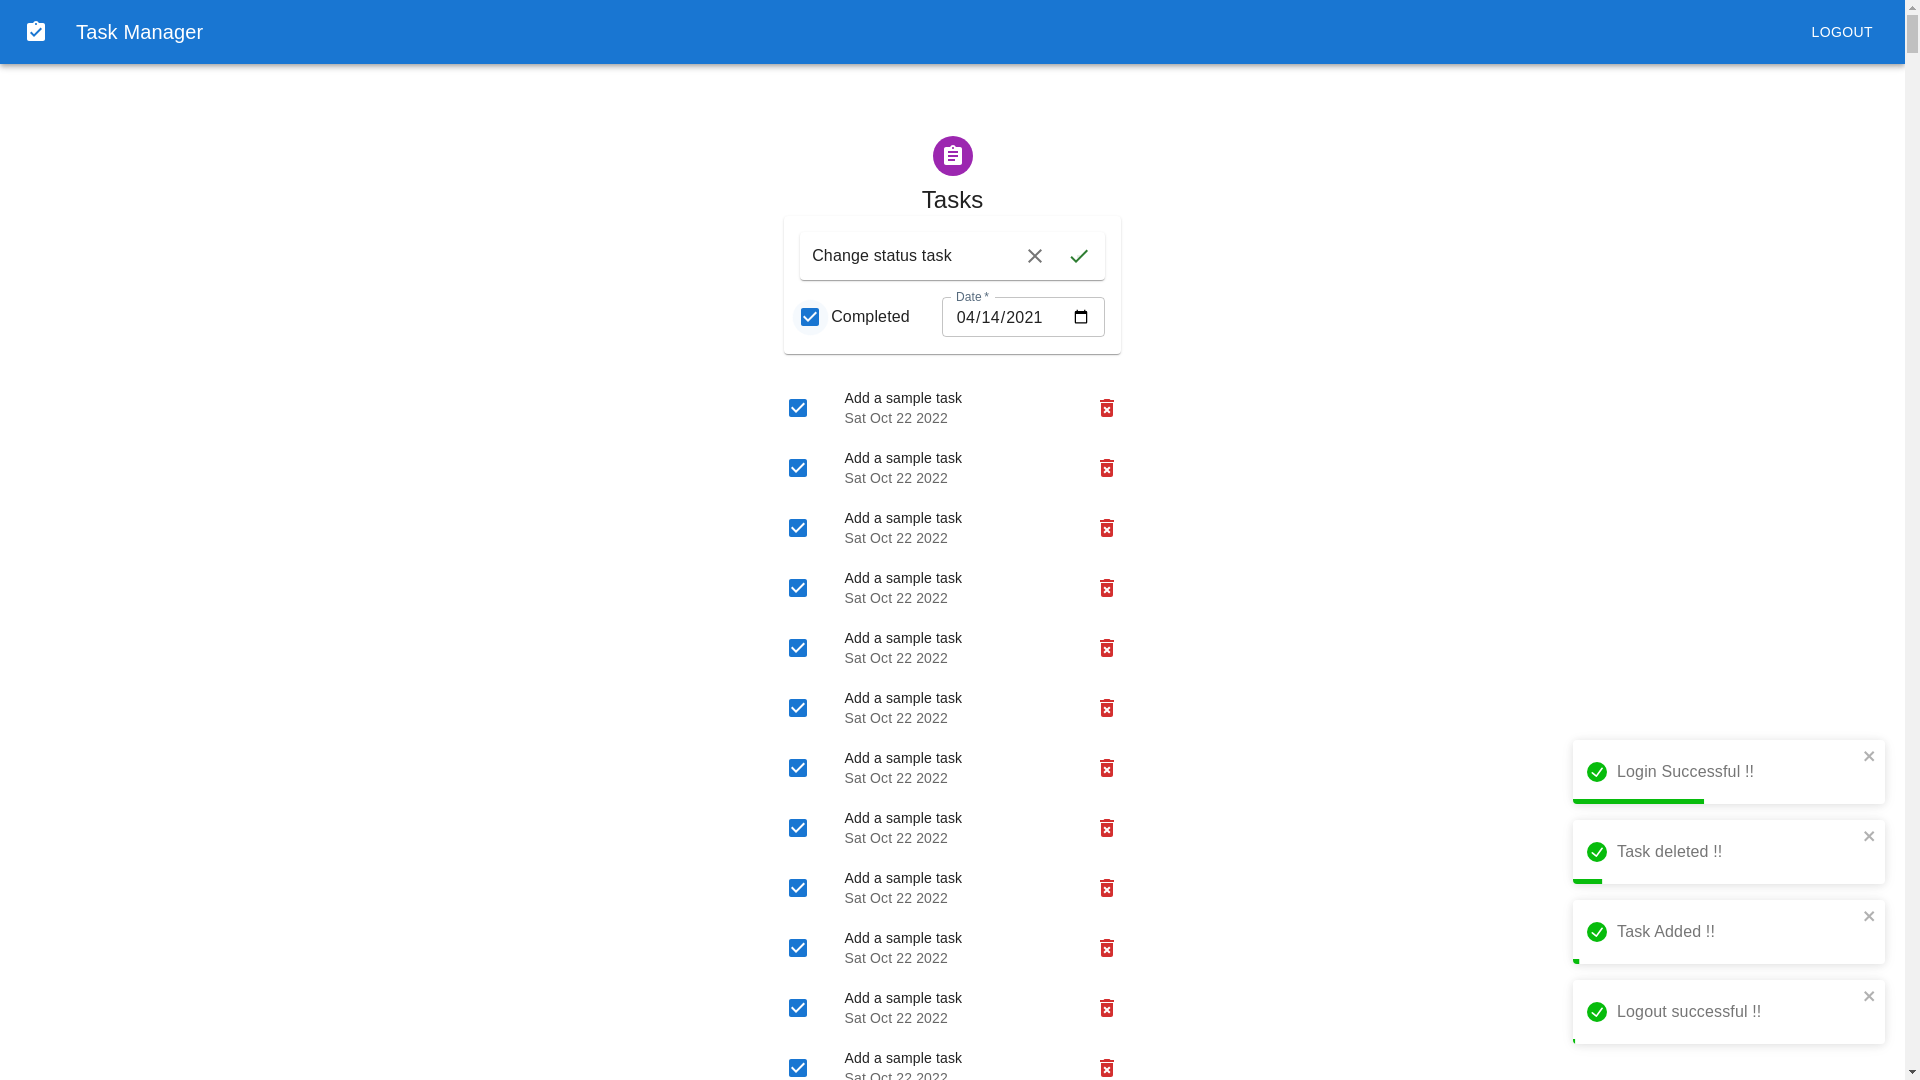 Task Manager
LOGOUT
Tasks
Change status task
Date *
Completed
04/14/2021
Add a sample task
Sat Oct 22 2022
Add a sample task
Sat Oct 22 2022
Add a sample task
Sat Oct 22 2022
Add a sample task
Sat Oct 22 2022
Add a sample task
Sat Oct 22 2022
Add a sample task
Sat Oct 22 2022
Add a sample task
Sat Oct 22 2022
Add a sample task
Sat Oct 22 2022
Add a sample task
Sat Oct 22 2022
Add a sample task
Sat Oct 22 2022
Add a sample task
Sat Oct 22 2022
Add a sample task
Sat Oct 22 2022
Login Successful !!
Task deleted !!
Task Added !!
Logout successful !!